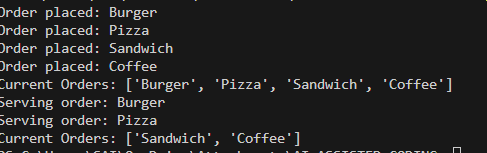 Order placed: Burger
Order placed: Pizza
Order placed: Sandwich
Order placed: Coffee
Current Orders: ['Burger', 'Pizza', 'Sandwich', 'Coffee']
Serving order: Burger
Serving order: Pizza
Current Orders: ['Sandwich', 'Coffee']